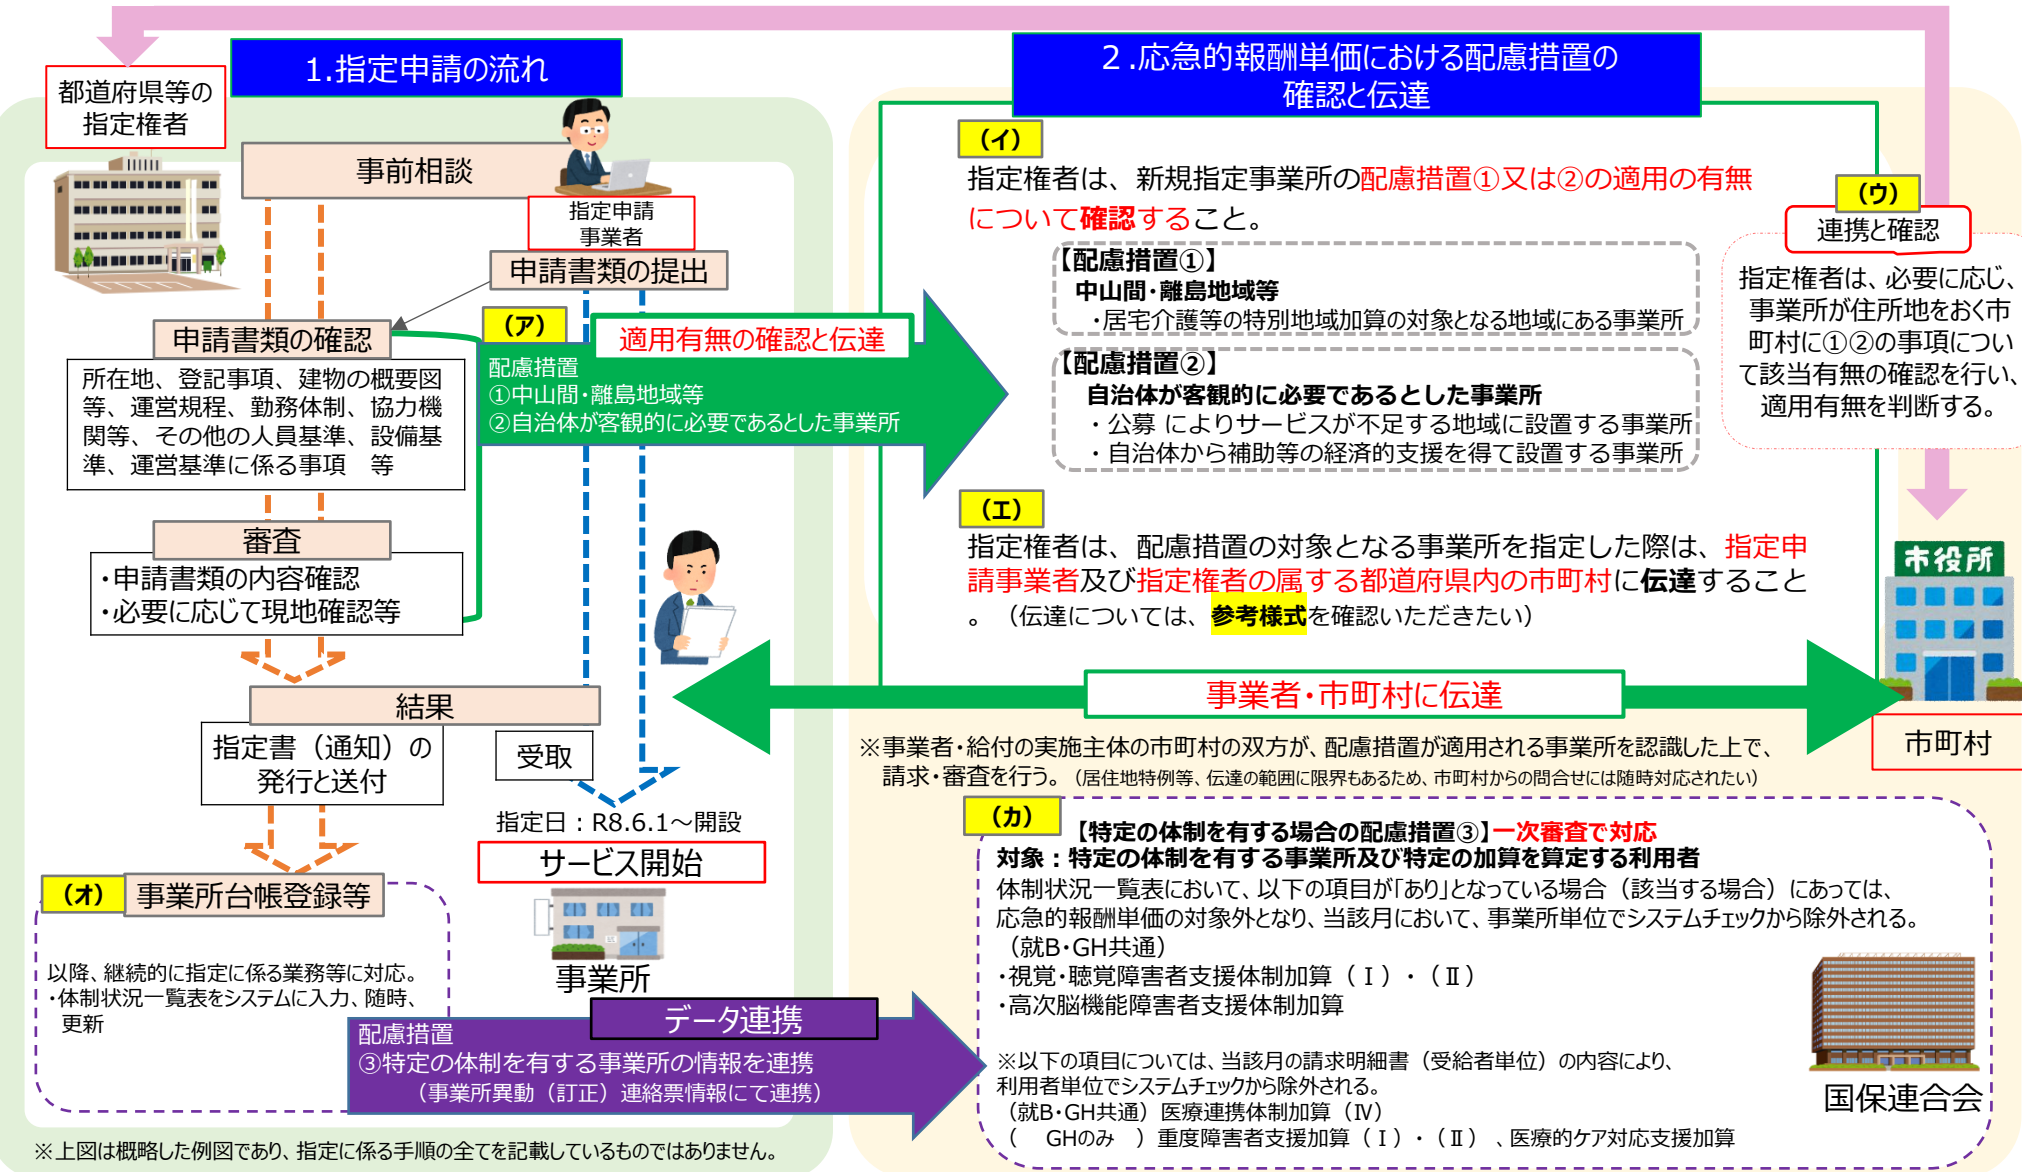 1.指定申請の流れ
都道府県等の
指定権者
事前相談
指定申請
事業者
申請書類の提出
申請書類の確認
所在地、登記事項、建物の概要図
等、運営規程、勤務体制、協力機
関等、その他の人員基準、設備基
準、運営基準に係る事項　等
審査
・申請書類の内容確認
・必要に応じて現地確認等
(ア)
適用有無の確認と伝達
配慮措置
①中山間・離島地域等
②自治体が客観的に必要であるとした事業所
結果
指定書（通知）の
発行と送付
受取
指定日：R8.6.1～開設
サービス開始
事業所
(オ)
事業所台帳登録等
以降、継続的に指定に係る業務等に対応。
・体制状況一覧表をシステムに入力、随時、
更新
データ連携
配慮措置
③特定の体制を有する事業所の情報を連携
（事業所異動（訂正）連絡票情報にて連携）
※上図は概略した例図であり、指定に係る手順の全てを記載しているものではありません。
２.応急的報酬単価における配慮措置の
確認と伝達
(イ)
指定権者は、新規指定事業所の配慮措置①又は②の適用の有無
について確認すること。
【配慮措置①】
中山間・離島地域等
・居宅介護等の特別地域加算の対象となる地域にある事業所
【配慮措置②】
自治体が客観的に必要であるとした事業所
・公募 によりサービスが不足する地域に設置する事業所
・自治体から補助等の経済的支援を得て設置する事業所
(ウ)
連携と確認
指定権者は、必要に応じ、
事業所が住所地をおく市
町村に①②の事項につい
て該当有無の確認を行い、
適用有無を判断する。
(エ)
指定権者は、配慮措置の対象となる事業所を指定した際は、指定申
請事業者及び指定権者の属する都道府県内の市町村に伝達すること
。（伝達については、参考様式を確認いただきたい）
市役所
事業者・市町村に伝達
市町村
※事業者・給付の実施主体の市町村の双方が、配慮措置が適用される事業所を認識した上で、
請求・審査を行う。（居住地特例等、伝達の範囲に限界もあるため、市町村からの問合せには随時対応されたい）
(カ)
【特定の体制を有する場合の配慮措置③】一次審査で対応
対象：特定の体制を有する事業所及び特定の加算を算定する利用者
体制状況一覧表において、以下の項目が「あり」となっている場合（該当する場合）にあっては、
応急的報酬単価の対象外となり、当該月において、事業所単位でシステムチェックから除外される。
（就B・GH共通）
・視覚・聴覚障害者支援体制加算（Ⅰ）・（Ⅱ）
・高次脳機能障害者支援体制加算
※以下の項目については、当該月の請求明細書（受給者単位）の内容により、
利用者単位でシステムチェックから除外される。
（就B・GH共通）医療連携体制加算（Ⅳ）
（　GHのみ　）重度障害者支援加算（Ⅰ）・（Ⅱ）、医療的ケア対応支援加算
国保連合会